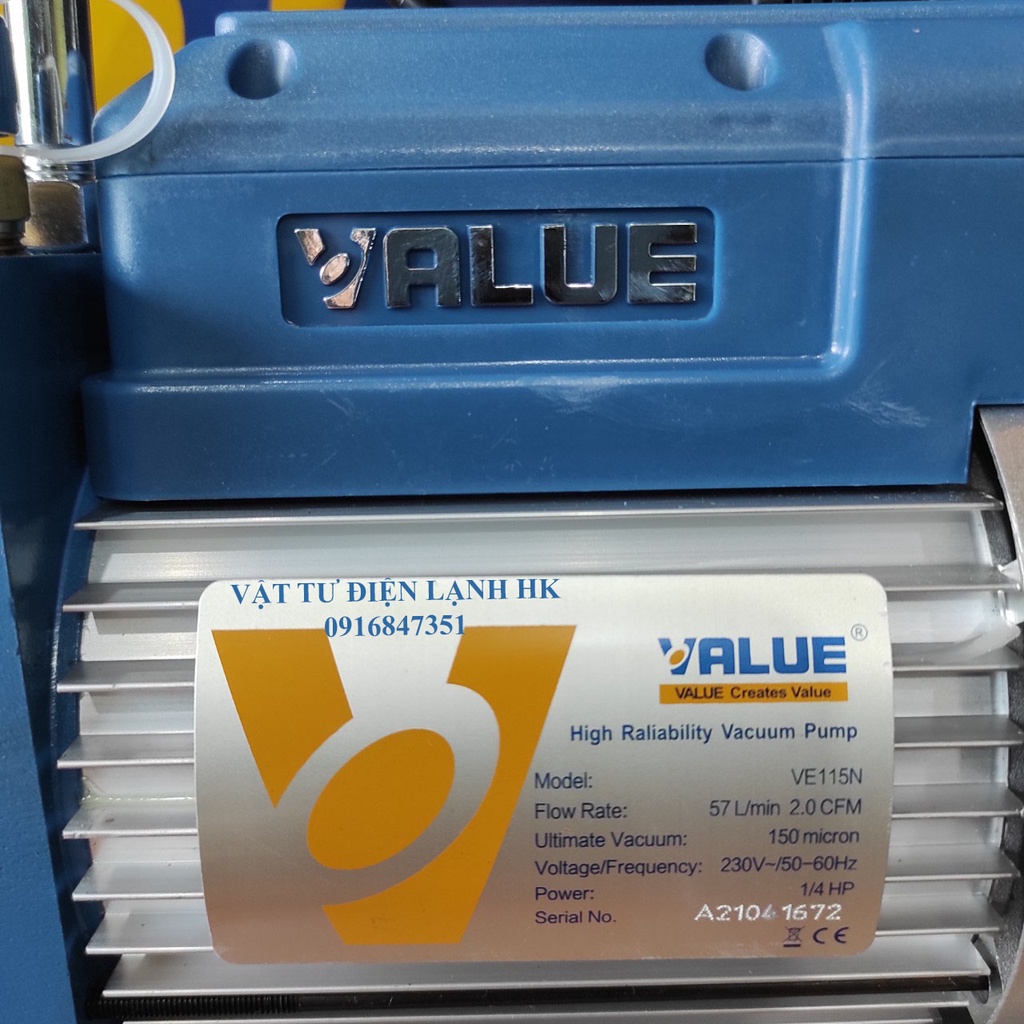 VALUE
VẬT TƯ ĐIỆN LẠNH HK
0916847351
VALUE®
VALUE Creates Value
High Raliability Vacuum Pump
Model: VE115N
Flow Rate: 57 L/min 2.0 CFM
Ultimate Vacuum: 150 micron
Voltage/Frequency: 230V~/50-60Hz
Power: 1/4 HP
Serial No. A21041672
CE